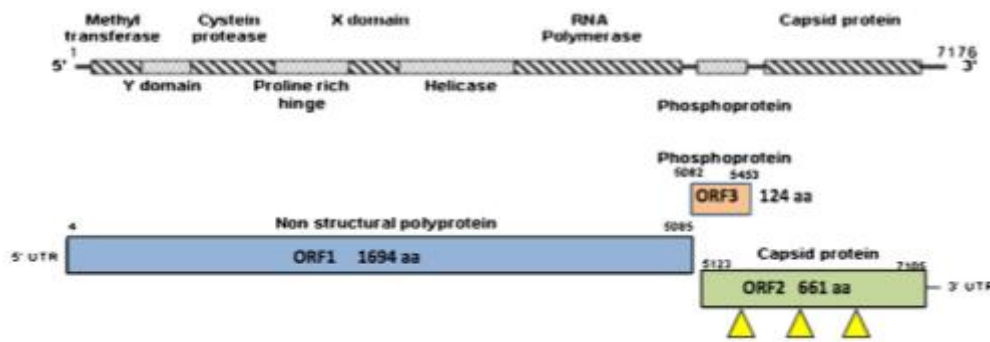 Methyl transferase
Cystein protease
X domain
RNA Polymerase
Capsid protein
1
7176
5'
3'
Y domain
Proline rich hinge
Helicase
Phosphoprotein
Phosphoprotein
5082
5453
ORF3
124 aa
4
Non structural polyprotein
5085
5' UTR
ORF1 1694 aa
Capsid protein
5123
7105
ORF2 661 aa
3' UTR